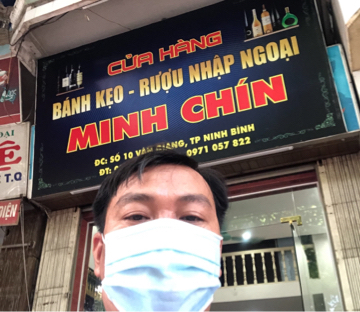 CỬA HÀNG
BÁNH KẸO - RƯỢU NHẬP NGOẠI
MINH CHÍN
ĐC: SỐ 10 VÂN GIANG, TP NINH BÌNH
ĐT: 0971 057 822
Ê
E T.Q
DIỆN